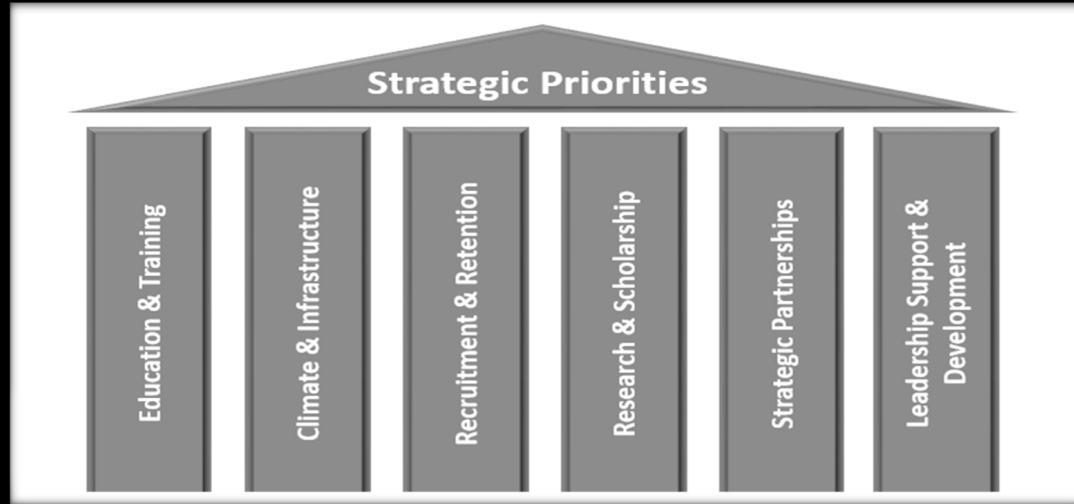 Strategic Priorities
Education & Training
Climate & Infrastructure
Recruitment & Retention
Research & Scholarship
Strategic Partnerships
Leadership Support &
Development